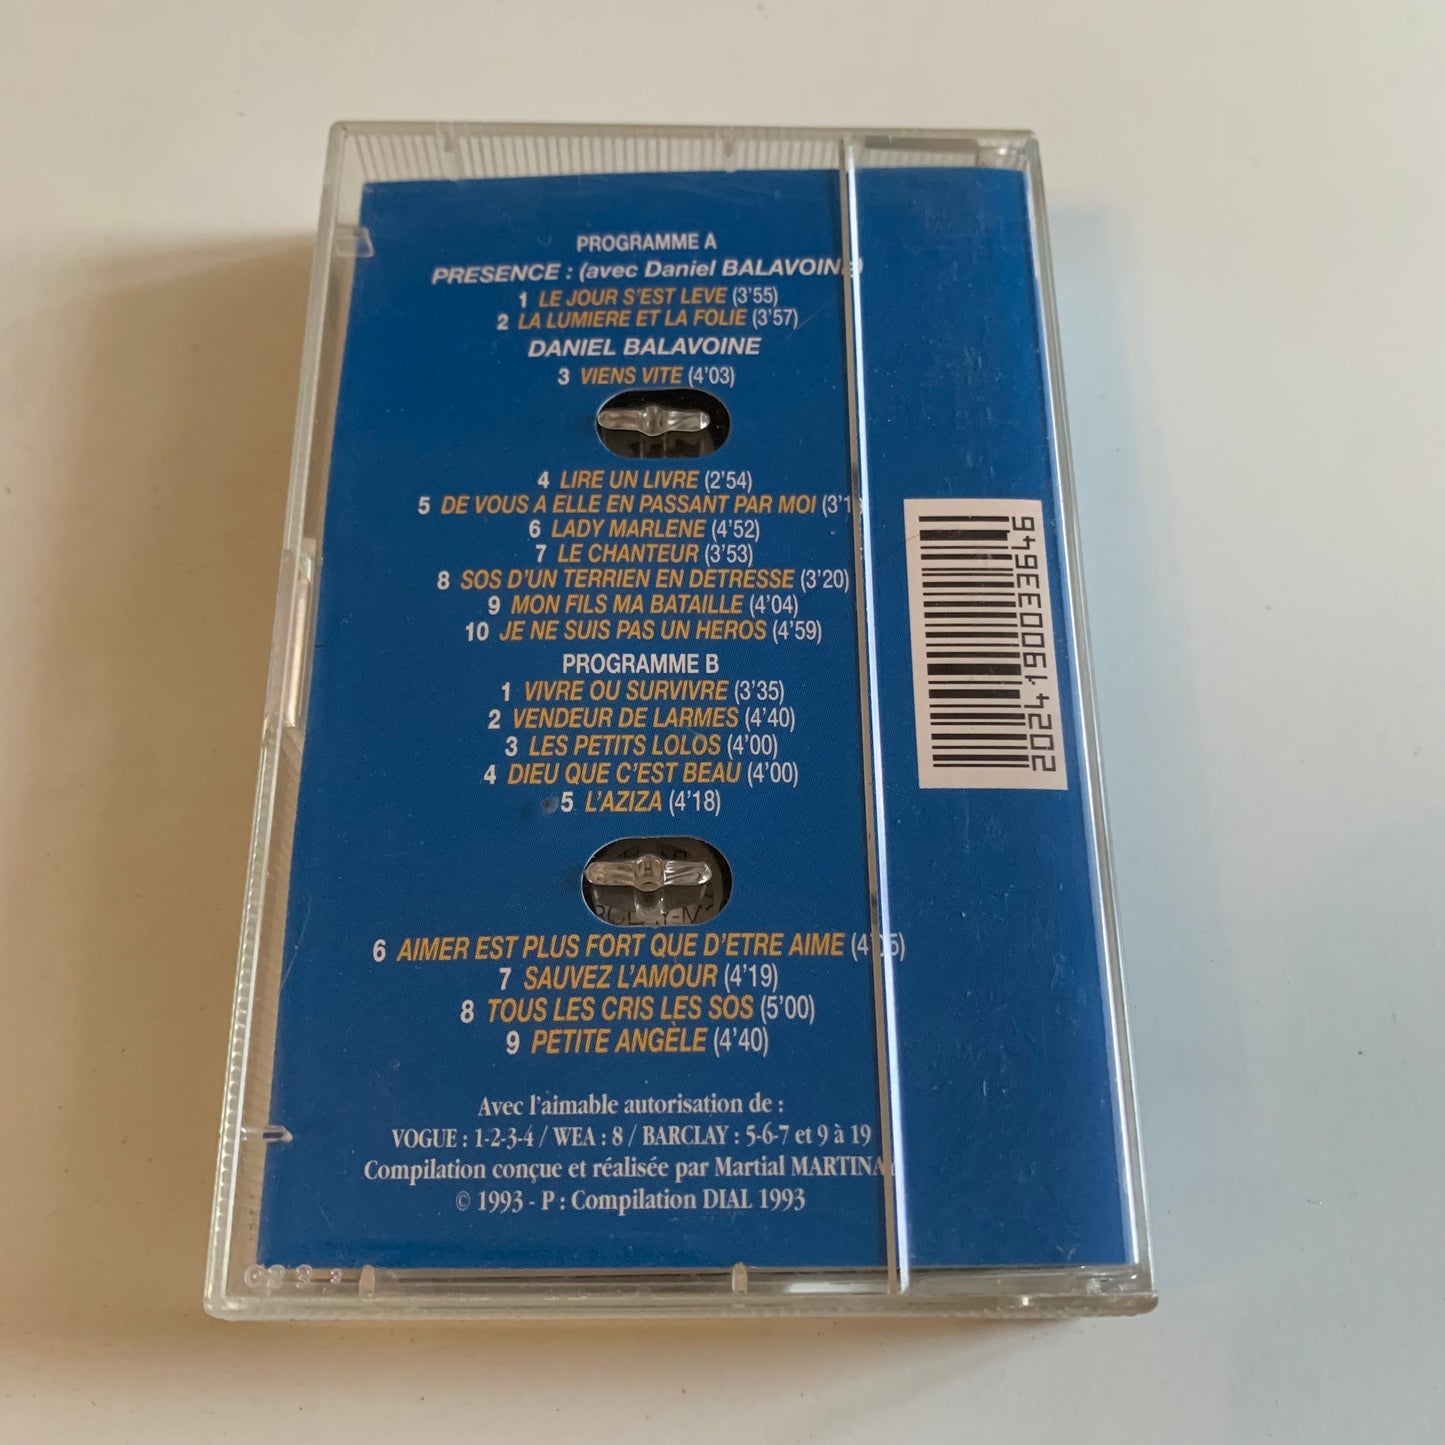 PROGRAMME A
PRESENCE : (avec Daniel BALAVOINE)
1 LE JOUR S'EST LEVE (3'55)
2 LA LUMIERE ET LA FOLIE (3'57)
DANIEL BALAVOINE
3 VIENS VITE (4'03)
4 LIRE UN LIVRE (2'54)
5 DE VOUS A ELLE EN PASSANT PAR MOI
6 LADY MARLENE (4'52)
7 LE CHANTEUR (3'53)
8 SOS D'UN TERRIEN EN DETRESSE (3'20)
9 MON FILS MA BATAILLE (4'04)
10 JE NE SUIS PAS UN HEROS (4'59)
PROGRAMME B
1 VIVRE OU SURVIVRE (3'35)
2 VENDEUR DE LARMES (4'40)
3 LES PETITS LOLOS (4'00)
4 DIEU QUE C'EST BEAU (4'00)
5 L'AZIZA (4'18)
6 AIMER EST PLUS FORT QUE D'ETRE AIME
7 SAUVEZ L'AMOUR (4'19)
8 TOUS LES CRIS LES SOS (5'00)
9 PETITE ANGÈLE (4'40)
Avec l'aimable autorisation de :
VOGUE : 1-2-3-4 / WEA : 8 / BARCLAY : 5-6-7 et 9 à 19
Compilation conçue et réalisée par Martial
© 1993 - P : Compilation DIAL 1993